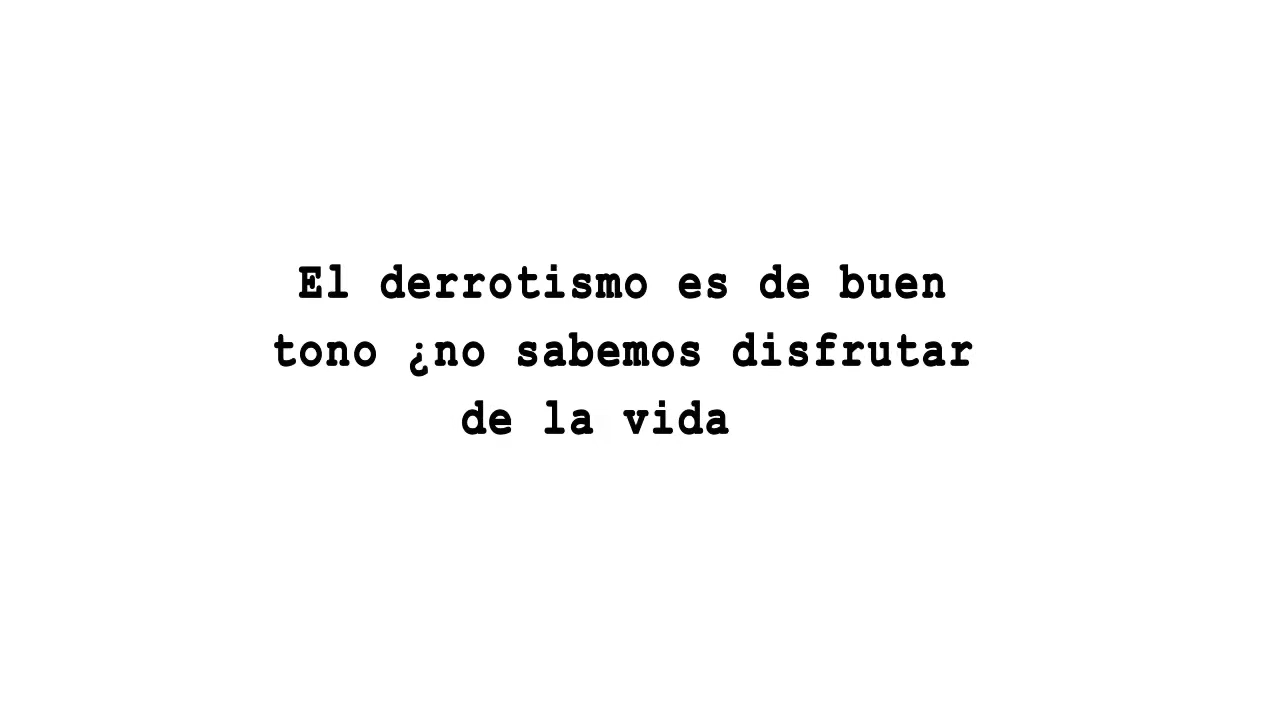 El derrotismo es de buen
tono ¿no sabemos disfrutar
de la vida